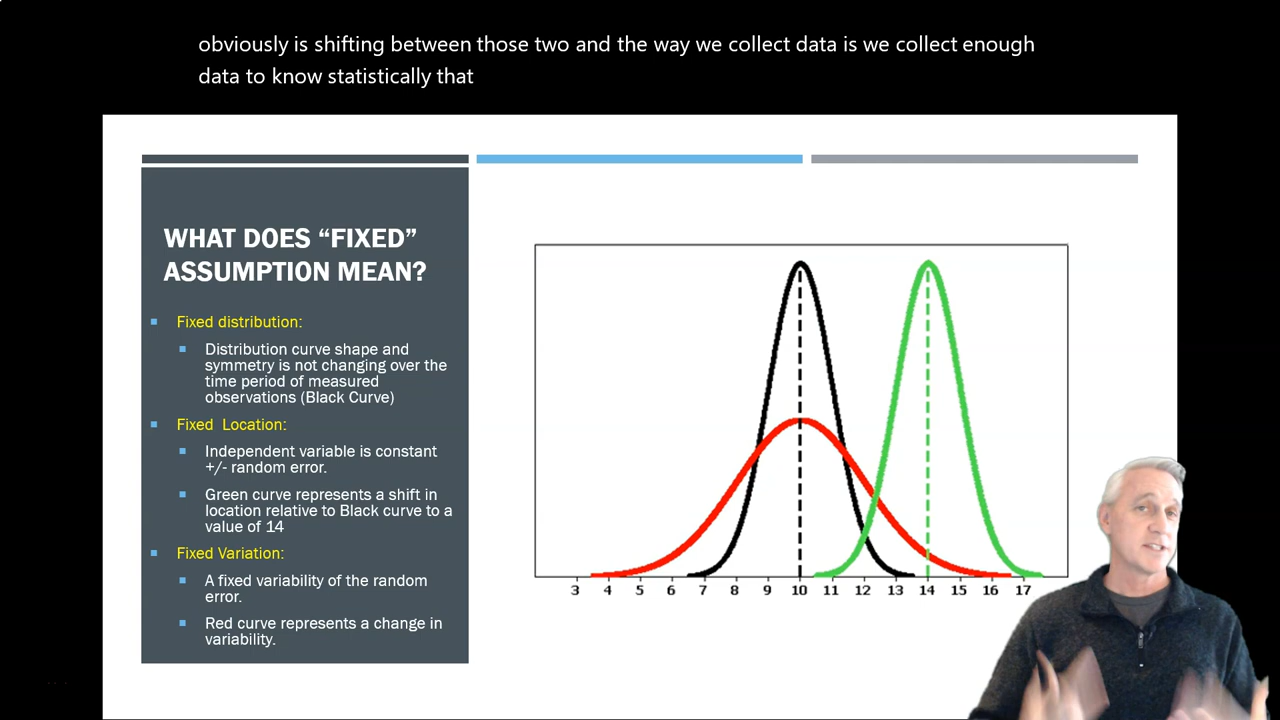 obviously is shifting between those two and the way we collect data is we collect enough
data to know statistically that
WHAT DOES “FIXED”
ASSUMPTION MEAN?
Fixed distribution:
Distribution curve shape and
symmetry is not changing over the
time period of measured
observations (Black Curve)
Fixed Location:
Independent variable is constant
+/- random error.
Green curve represents a shift in
location relative to Black curve to a
value of 14
Fixed Variation:
A fixed variability of the random
error.
Red curve represents a change in
variability.
3 4 5 6 7 8 9 10 11 12 13 14 15 16 17